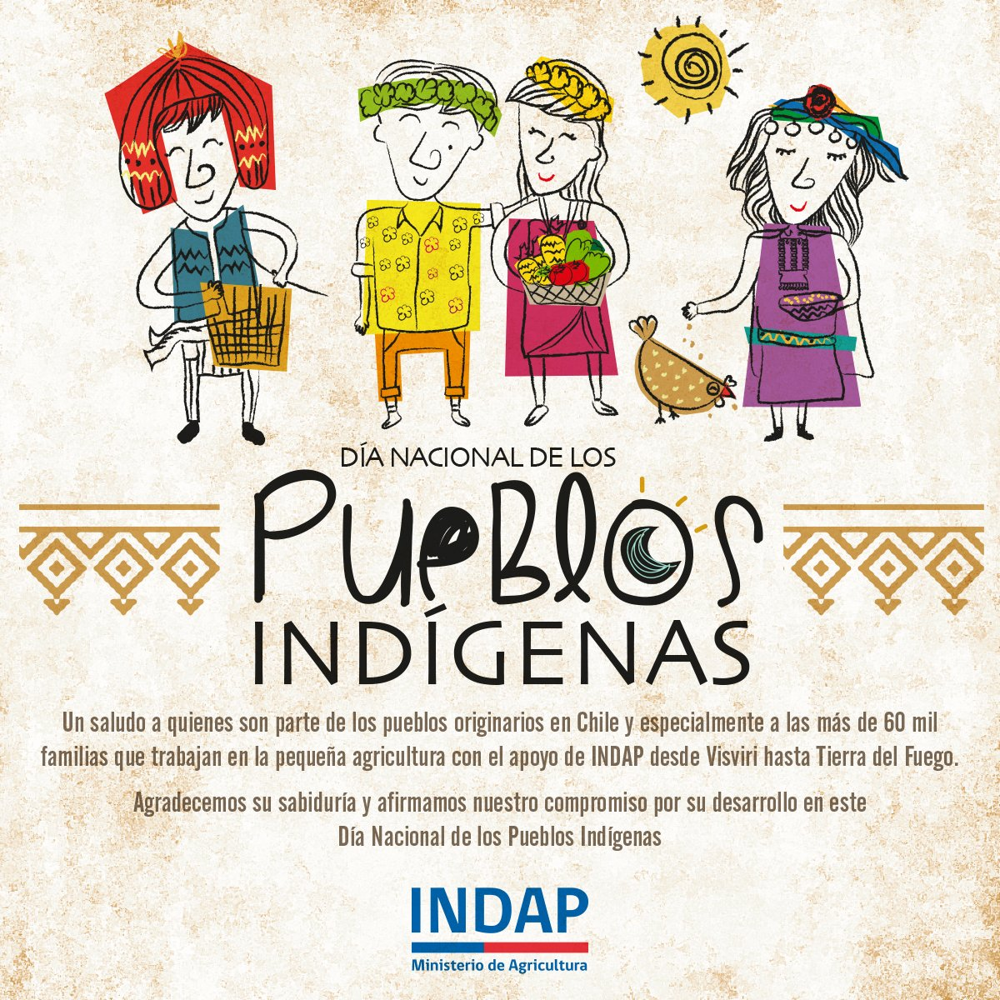 DÍA NACIONAL DE LOS
PUEBLOS
INDÍGENAS
Un saludo a quienes son parte de los pueblos originarios en Chile y especialmente a las más de 60 mil
familias que trabajan en la pequeña agricultura con el apoyo de INDAP desde Visviri hasta Tierra del Fuego.
Agradecemos su sabiduría y afirmamos nuestro compromiso por su desarrollo en este
Día Nacional de los Pueblos Indígenas
INDAP
Ministerio de Agricultura